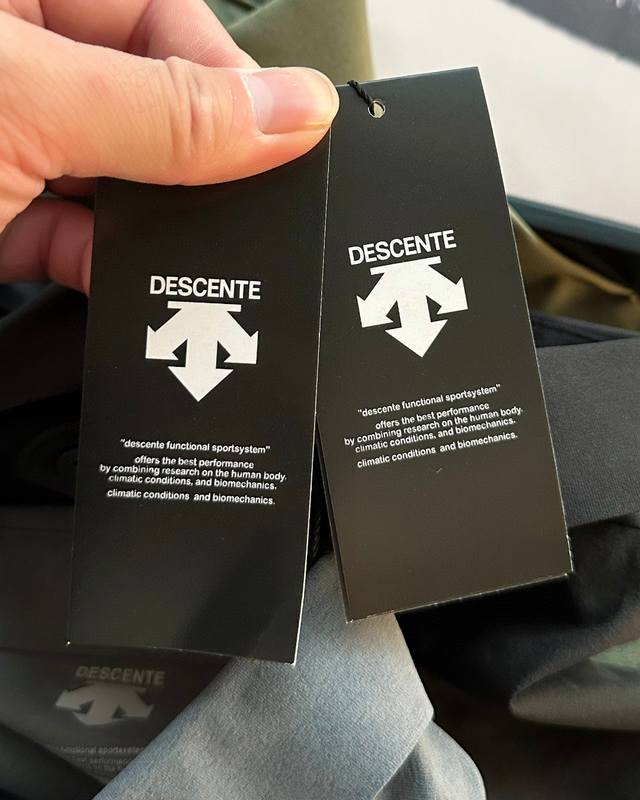 DESCENTE
"descente functional sportsystem"
offers the best performance
by combining research on the human body.
climatic conditions, and biomechanics.
climatic conditions and biomechanics.
DESCENTE
"descente functional sportsystem"
offers the best performance
by combining research on the human body.
climatic conditions, and biomechanics.
climatic conditions and biomechanics.
DESCENTE
functional sportsystem